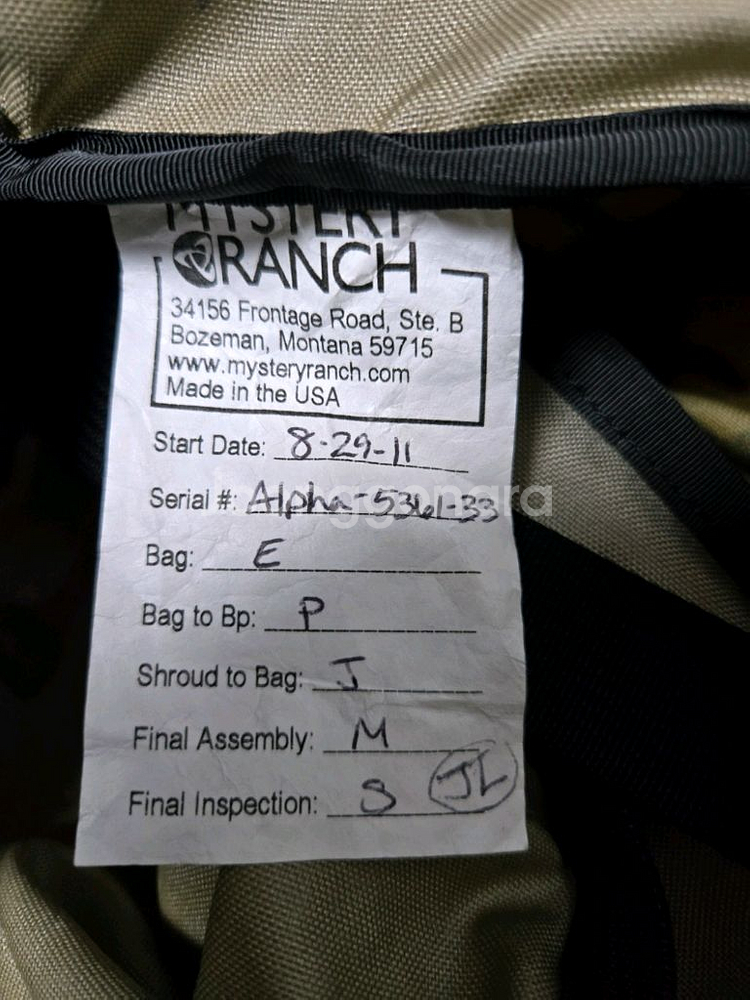 MYSTERY
RANCH
34156 Frontage Road, Ste. B
Bozeman, Montana 59715
www.mysteryranch.com
Made in the USA
Start Date: 8-29-11
Serial #: Alpha-5361-33
Bag: E
Bag to Bp: P
Shroud to Bag: J
Final Assembly: M
Final Inspection: S JL